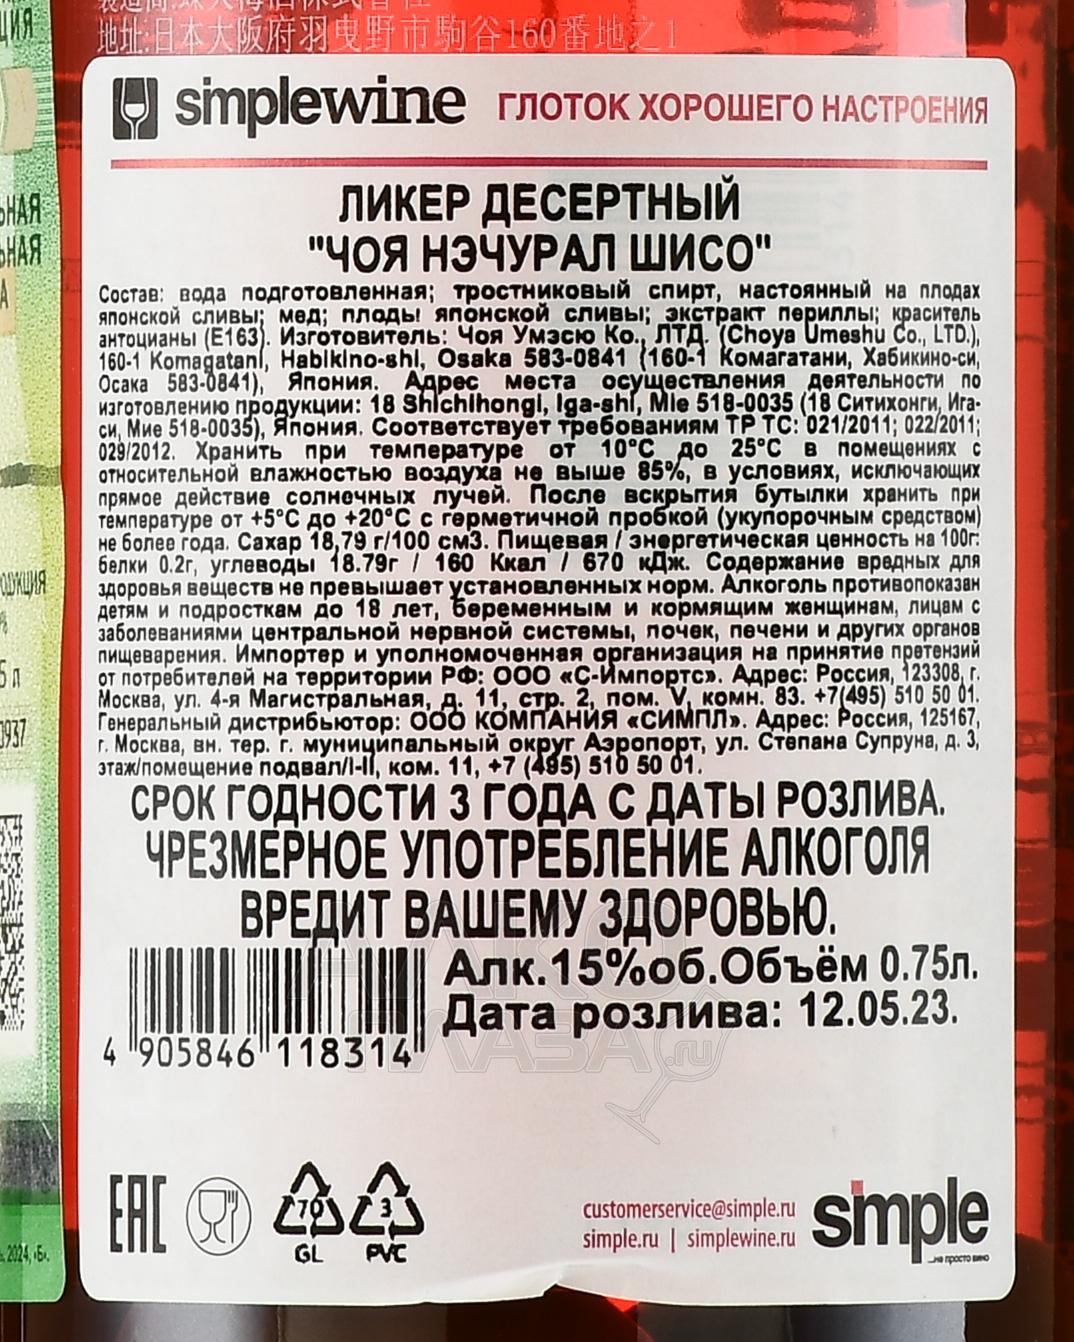 地址:日本大阪府羽曳野市駒谷160番地之1
simplewine ГЛОТОК ХОРОШЕГО НАСТРОЕНИЯ
ЛИКЕР ДЕСЕРТНЫЙ
"ЧОЯ НЭЧУРАЛ ШИСО"
Состав: вода подготовленная; тростниковый спирт, настоянный на плодах
японской сливы; мед; плоды японской сливы; экстракт периллы; краситель
антоцианы (E163). Изготовитель: Чоя Умэсю Ко., ЛТД. (Choya Umeshu Co., LTD.),
160-1 Komagatani, Habikino-shi, Osaka 583-0841 (160-1 Комагатани, Хабикино-си,
Осака 583-0841), Япония. Адрес места осуществления деятельности по
изготовлению продукции: 18 Shichihongi, Iga-shi, Mie 518-0035 (18 Ситихонги, Ига-
си, Мие 518-0035), Япония. Соответствует требованиям ТР ТС: 021/2011; 022/2011;
029/2012. Хранить при температуре от 10°С до 25°С в помещениях с
относительной влажностью воздуха не выше 85%, в условиях, исключающих
прямое действие солнечных лучей. После вскрытия бутылки хранить при
температуре от +5°С до +20°С с герметичной пробкой (укупорочным средством)
не более года. Сахар 18,79 г/100 см3. Пищевая / энергетическая ценность на 100г:
белки 0.2г, углеводы 18.79г / 160 Ккал / 670 кДж. Содержание вредных для
здоровья веществ не превышает установленных норм. Алкоголь противопоказан
детям и подросткам до 18 лет, беременным и кормящим женщинам, лицам с
заболеваниями центральной нервной системы, почек, печени и других органов
пищеварения. Импортер и уполномоченная организация на принятие претензий
от потребителей на территории РФ: ООО «С-Импортс». Адрес: Россия, 123308, г.
Москва, ул. 4-я Магистральная, д. 11, стр. 2, пом. V, комн. 83. +7(495) 510 50 01.
Генеральный дистрибьютор: ООО КОМПАНИЯ «СИМПЛ». Адрес: Россия, 125167,
г. Москва, вн. тер. г. муниципальный округ Аэропорт, ул. Степана Супруна, д. 3,
этаж/помещение подвал/I-II, ком. 11, +7 (495) 510 50 01.
СРОК ГОДНОСТИ 3 ГОДА С ДАТЫ РОЗЛИВА.
ЧРЕЗМЕРНОЕ УПОТРЕБЛЕНИЕ АЛКОГОЛЯ
ВРЕДИТ ВАШЕМУ ЗДОРОВЬЮ.
Алк.15%об.Объём 0.75л.
Дата розлива: 12.05.23.
4 905846 118314
EAC
70
GL
3
PVC
customerservice@simple.ru
simple.ru | simplewine.ru
simple
...не просто вино
АЛКО
ПЛАЗА.ru